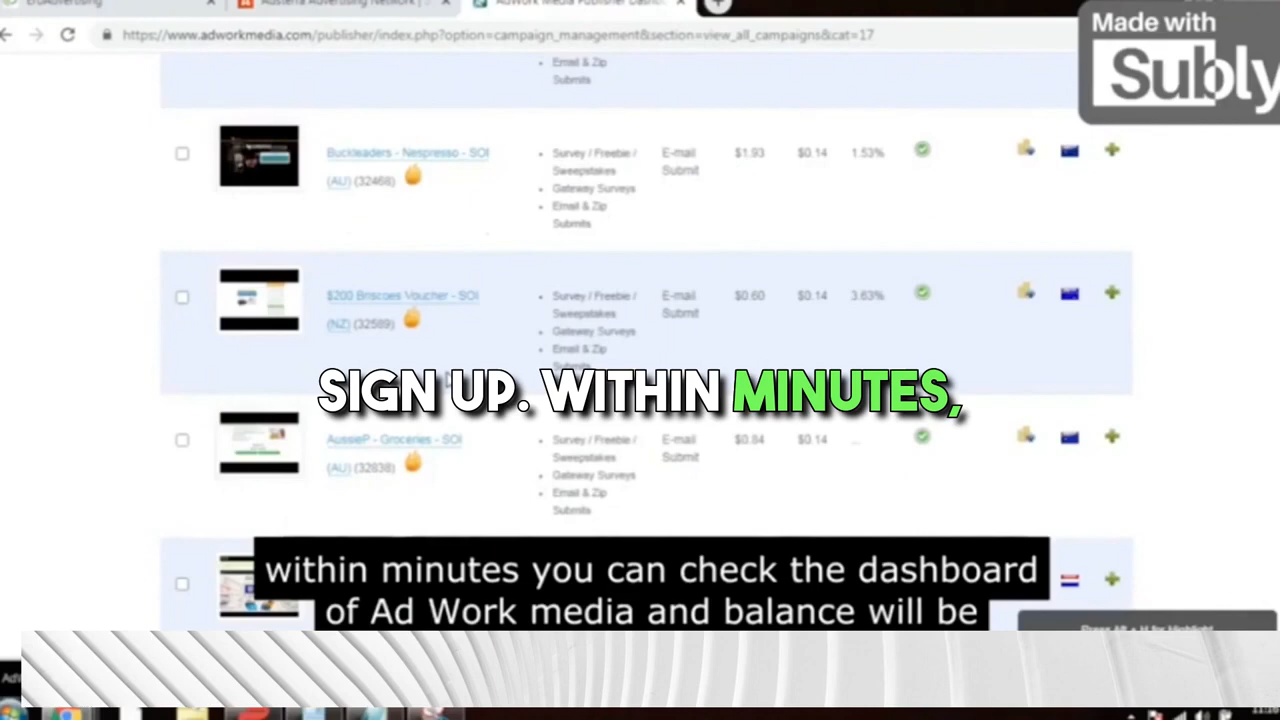 AdWork Media Publisher Dashbo
https://www.adworkmedia.com/publisher/index.php?option=campaign_management&section=view_all_campaigns&cat=17
Made with
Subly
Email & Zip
Submits
Buckleaders - Nespresso - SOI
(AU) (32468)
Survey / Freebie /
Sweepstakes
Gateway Surveys
Email & Zip
Submits
E-mail
Submit
$1.93
$0.14
1.53%
$200 Briscoes Voucher - SOI
(NZ) (32589)
Survey / Freebie /
Sweepstakes
Gateway Surveys
Email & Zip
E-mail
Submit
$0.60
$0.14
3.63%
SIGN UP. WITHIN MINUTES,
AussieP - Groceries - SOI
(AU) (32838)
Survey / Freebie /
Sweepstakes
Gateway Surveys
Email & Zip
Submits
E-mail
Submit
$0.84
$0.14
...
within minutes you can check the dashboard
of Ad Work media and balance will be